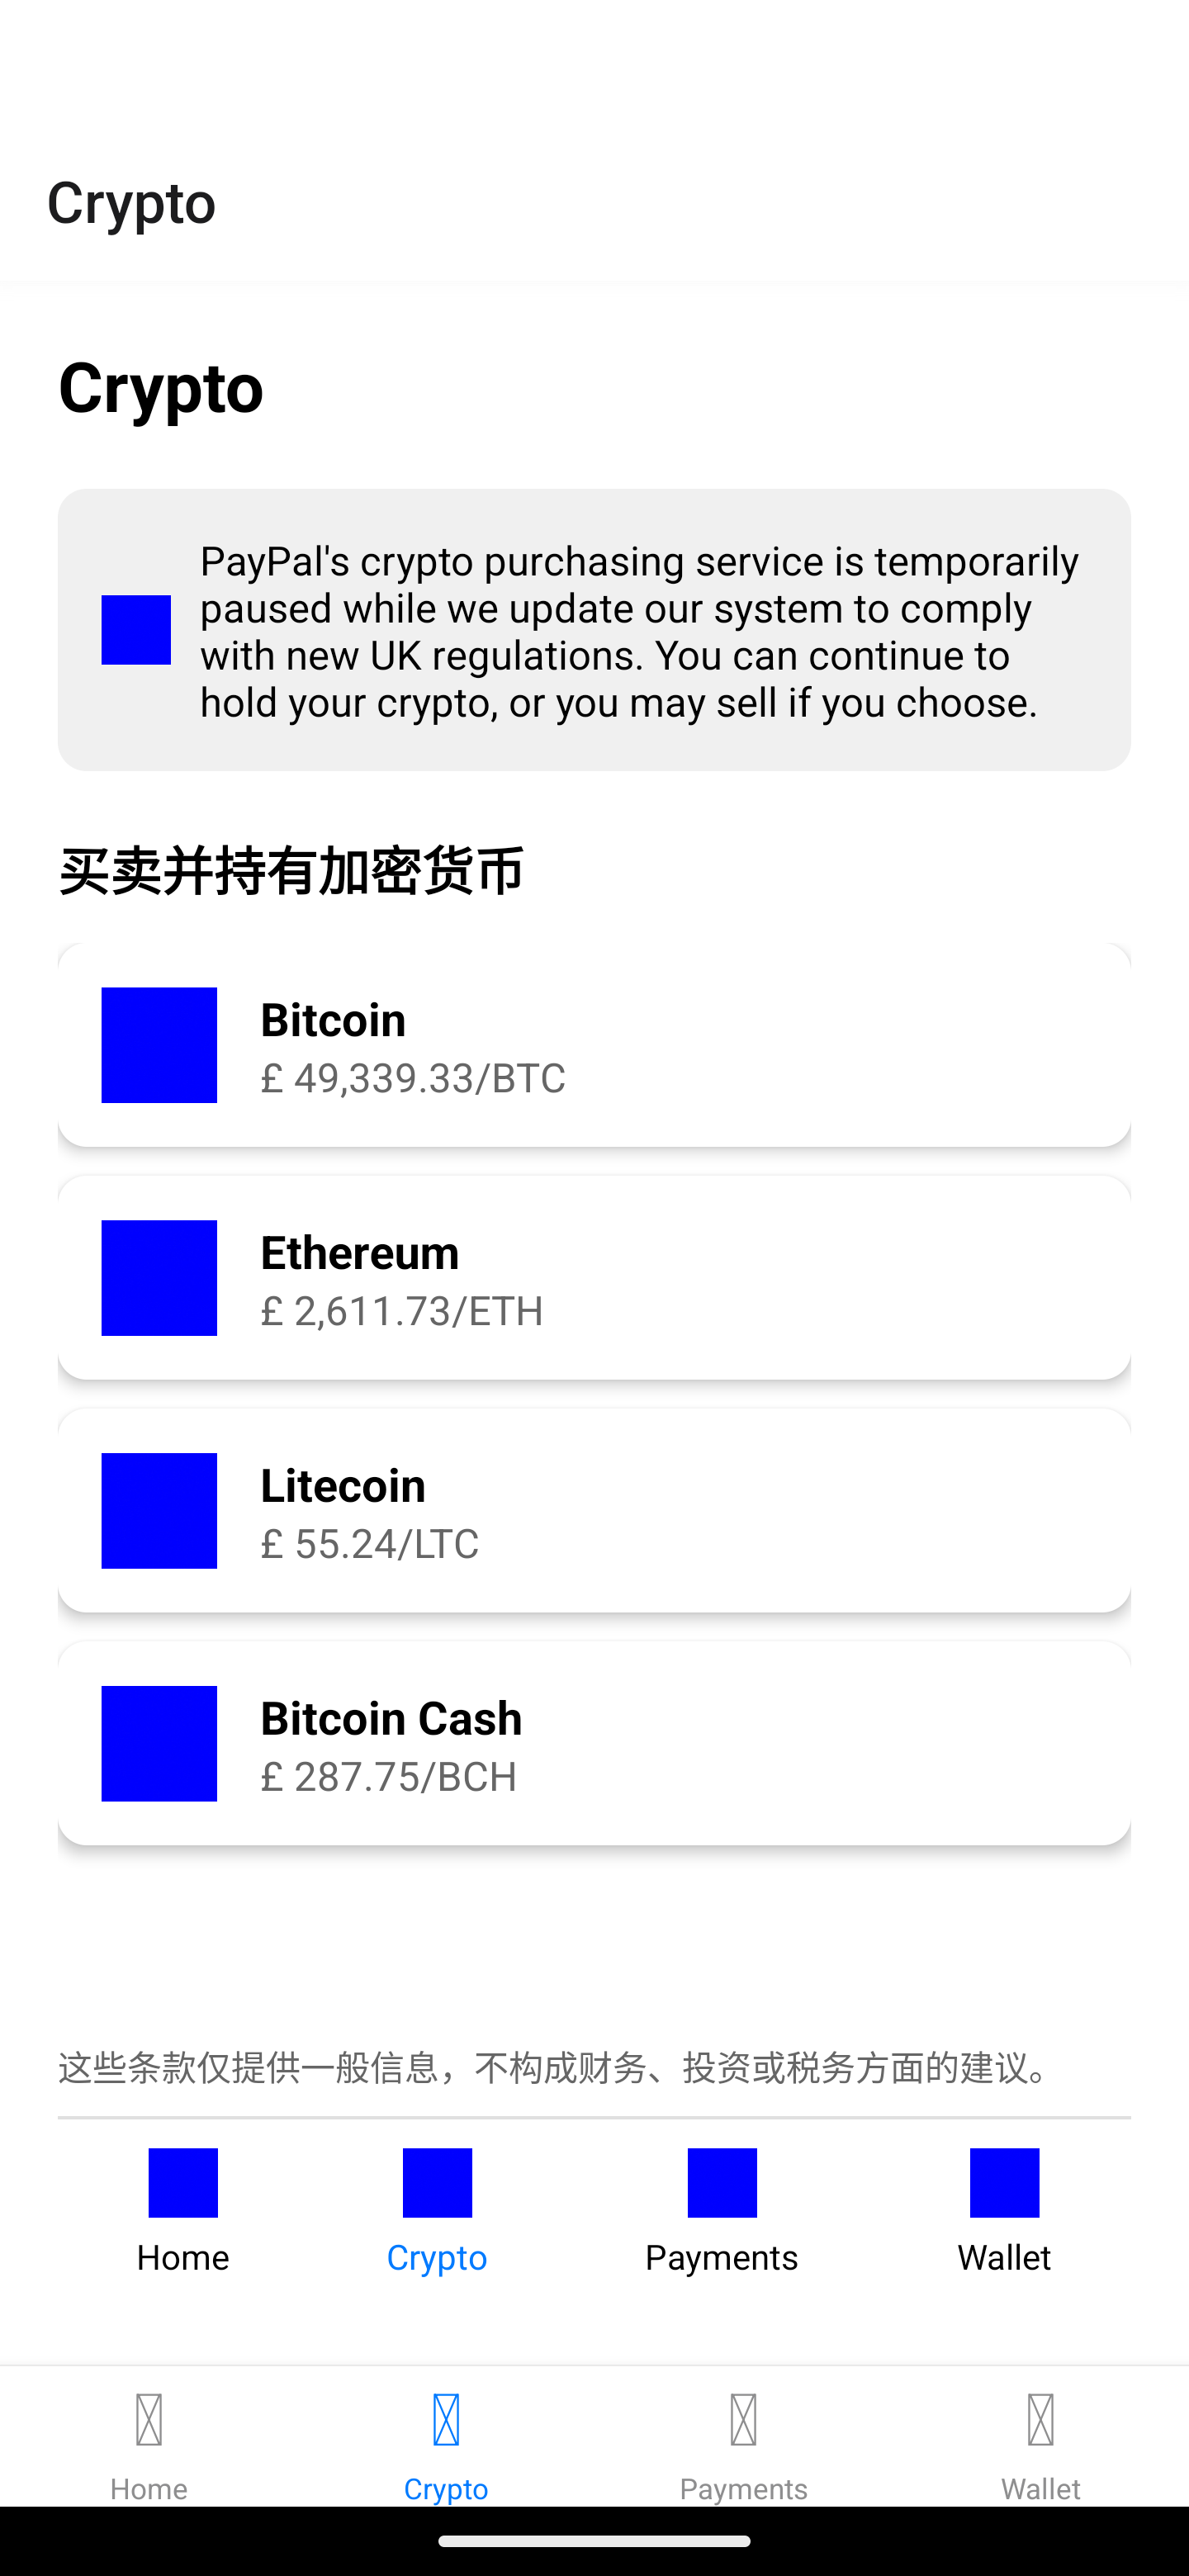 Crypto
Crypto
PayPal's crypto purchasing service is temporarily
paused while we update our system to comply
with new UK regulations. You can continue to
hold your crypto, or you may sell if you choose.
买卖并持有加密货币
Bitcoin
£ 49,339.33/BTC
Ethereum
£ 2,611.73/ETH
Litecoin
£ 55.24/LTC
Bitcoin Cash
£ 287.75/BCH
这些条款仅提供一般信息，不构成财务、投资或税务方面的建议。
Home Crypto Payments Wallet
Home Crypto Payments Wallet